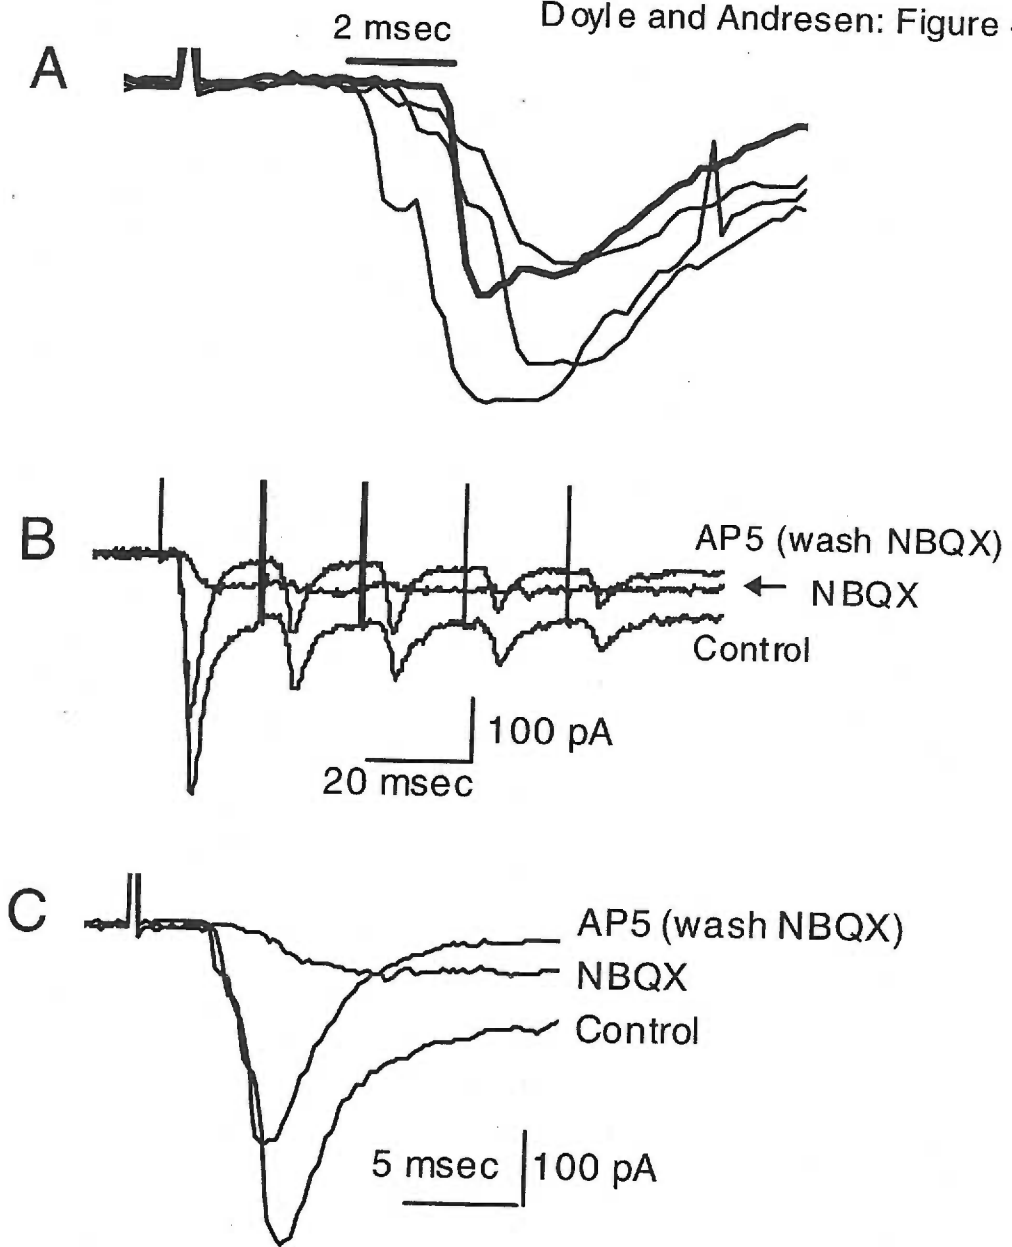 Doyle and Andresen: Figure
2 msec
A
B
AP5 (wash NBQX)
NBQX
Control
100 pA
20 msec
C
AP5 (wash NBQX)
NBQX
Control
5 msec
100 pA